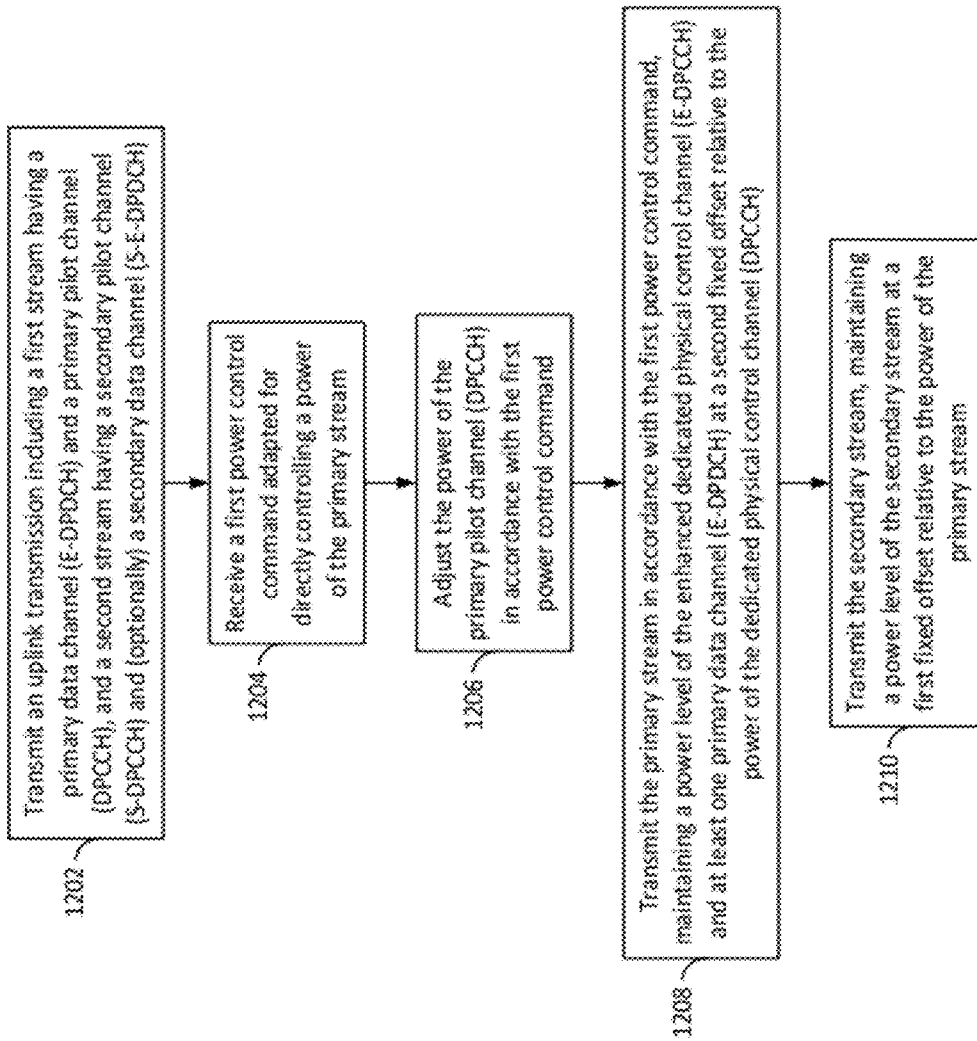 Transmit an uplink transmission including a first stream having a
primary data channel (E-DPDCH) and a primary pilot channel
(DPCCH), and a second stream having a secondary pilot channel
(S-DPCCH) and (optionally) a secondary data channel (S-E-DPDCH)
1202
Receive a first power control
command adapted for
directly controlling a power
of the primary stream
1204
Adjust the power of the
primary pilot channel (DPCCH)
in accordance with the first
power control command
1206
Transmit the primary stream in accordance with the first power control command,
maintaining a power level of the enhanced dedicated physical control channel (E-DPCCH)
and at least one primary data channel (E-DPDCH) at a second fixed offset relative to the
power of the dedicated physical control channel (DPCCH)
1208
Transmit the secondary stream, maintaining
a power level of the secondary stream at a
first fixed offset relative to the power of the
primary stream
1210